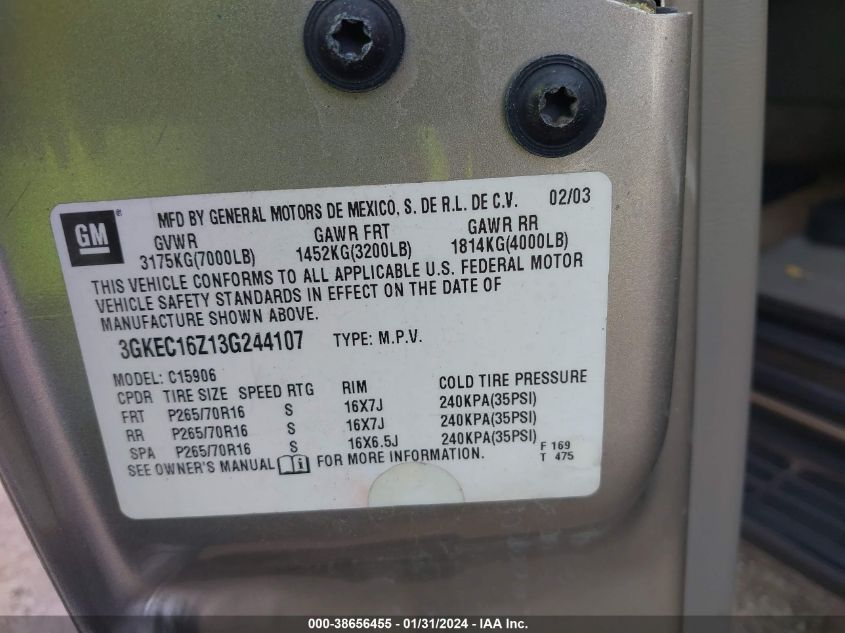 GM ®
MFD BY GENERAL MOTORS DE MEXICO, S. DE R.L. DE C.V. 02/03
GVWR GAWR FRT GAWR RR
3175KG(7000LB) 1452KG(3200LB) 1814KG(4000LB)
THIS VEHICLE CONFORMS TO ALL APPLICABLE U.S. FEDERAL MOTOR
VEHICLE SAFETY STANDARDS IN EFFECT ON THE DATE OF
MANUFACTURE SHOWN ABOVE.
3GKEC16Z13G244107 TYPE: M.P.V.
MODEL: C15906
CPDR TIRE SIZE SPEED RTG RIM COLD TIRE PRESSURE
FRT P265/70R16 S 16X7J 240KPA(35PSI)
RR P265/70R16 S 16X7J 240KPA(35PSI)
SPA P265/70R16 S 16X6.5J 240KPA(35PSI)
SEE OWNER'S MANUAL FOR MORE INFORMATION. F 169
T 475
000-38656455 - 01/31/2024 - IAA Inc.